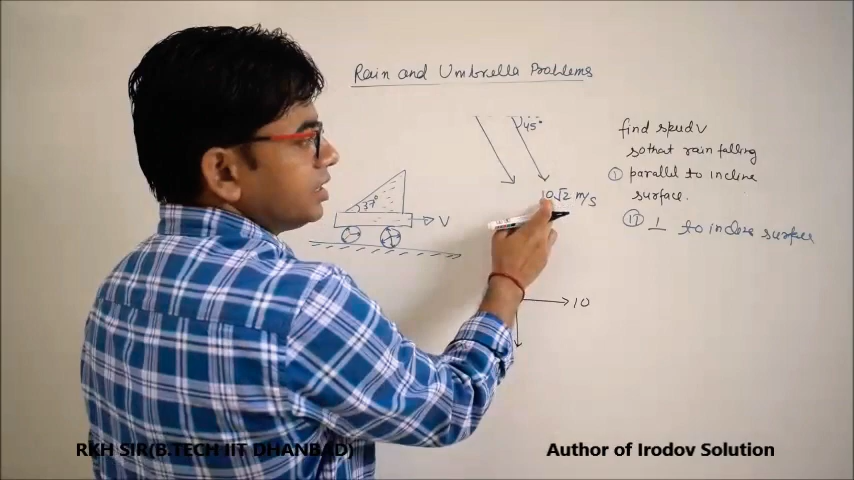 Rain and Umbrella Problems
45°
10√2 m/s
37°
V
10
find speed V
so that rain falling
① parallel to incline
surface.
② ⊥ to incline surface
RKH SIR(B.TECH IIT DHANBAD)
Author of Irodov Solution